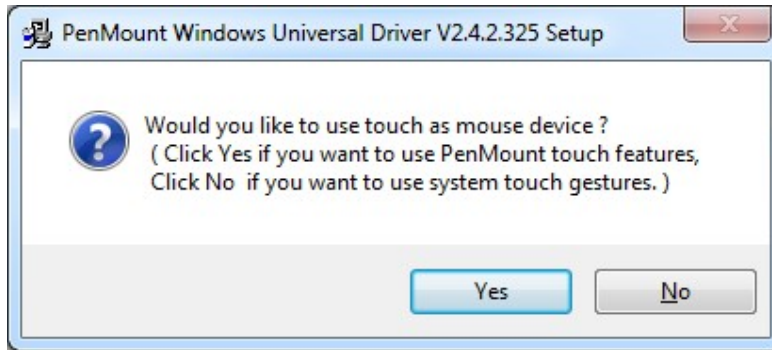 PenMount Windows Universal Driver V2.4.2.325 Setup
Would you like to use touch as mouse device ?
( Click Yes if you want to use PenMount touch features,
Click No  if you want to use system touch gestures. )
Yes
No